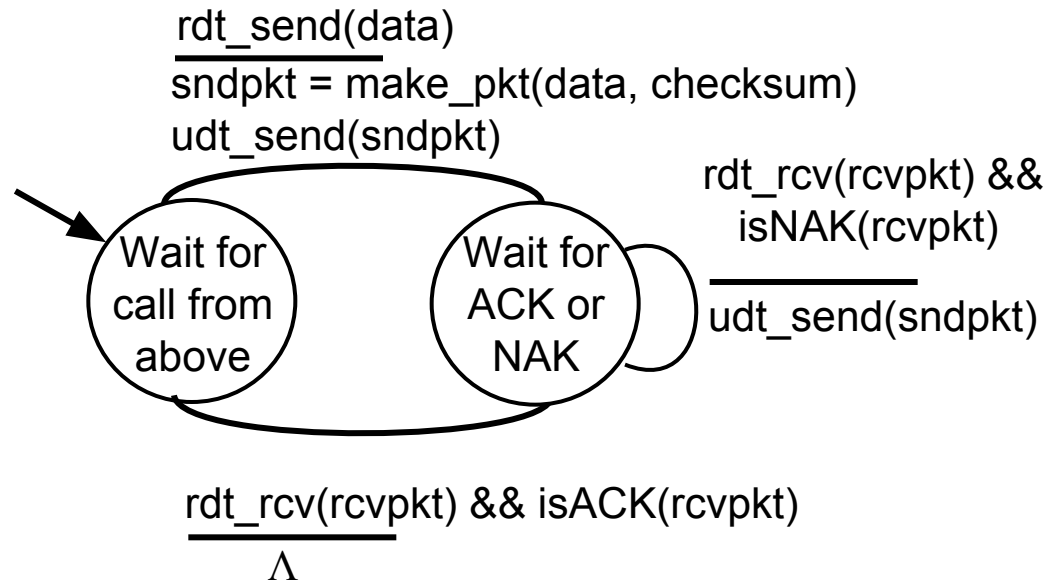 rdt_send(data)
sndpkt = make_pkt(data, checksum)
udt_send(sndpkt)
rdt_rcv(rcvpkt) &&
isNAK(rcvpkt)
udt_send(sndpkt)
Wait for
call from
above
Wait for
ACK or
NAK
rdt_rcv(rcvpkt) && isACK(rcvpkt)
Λ